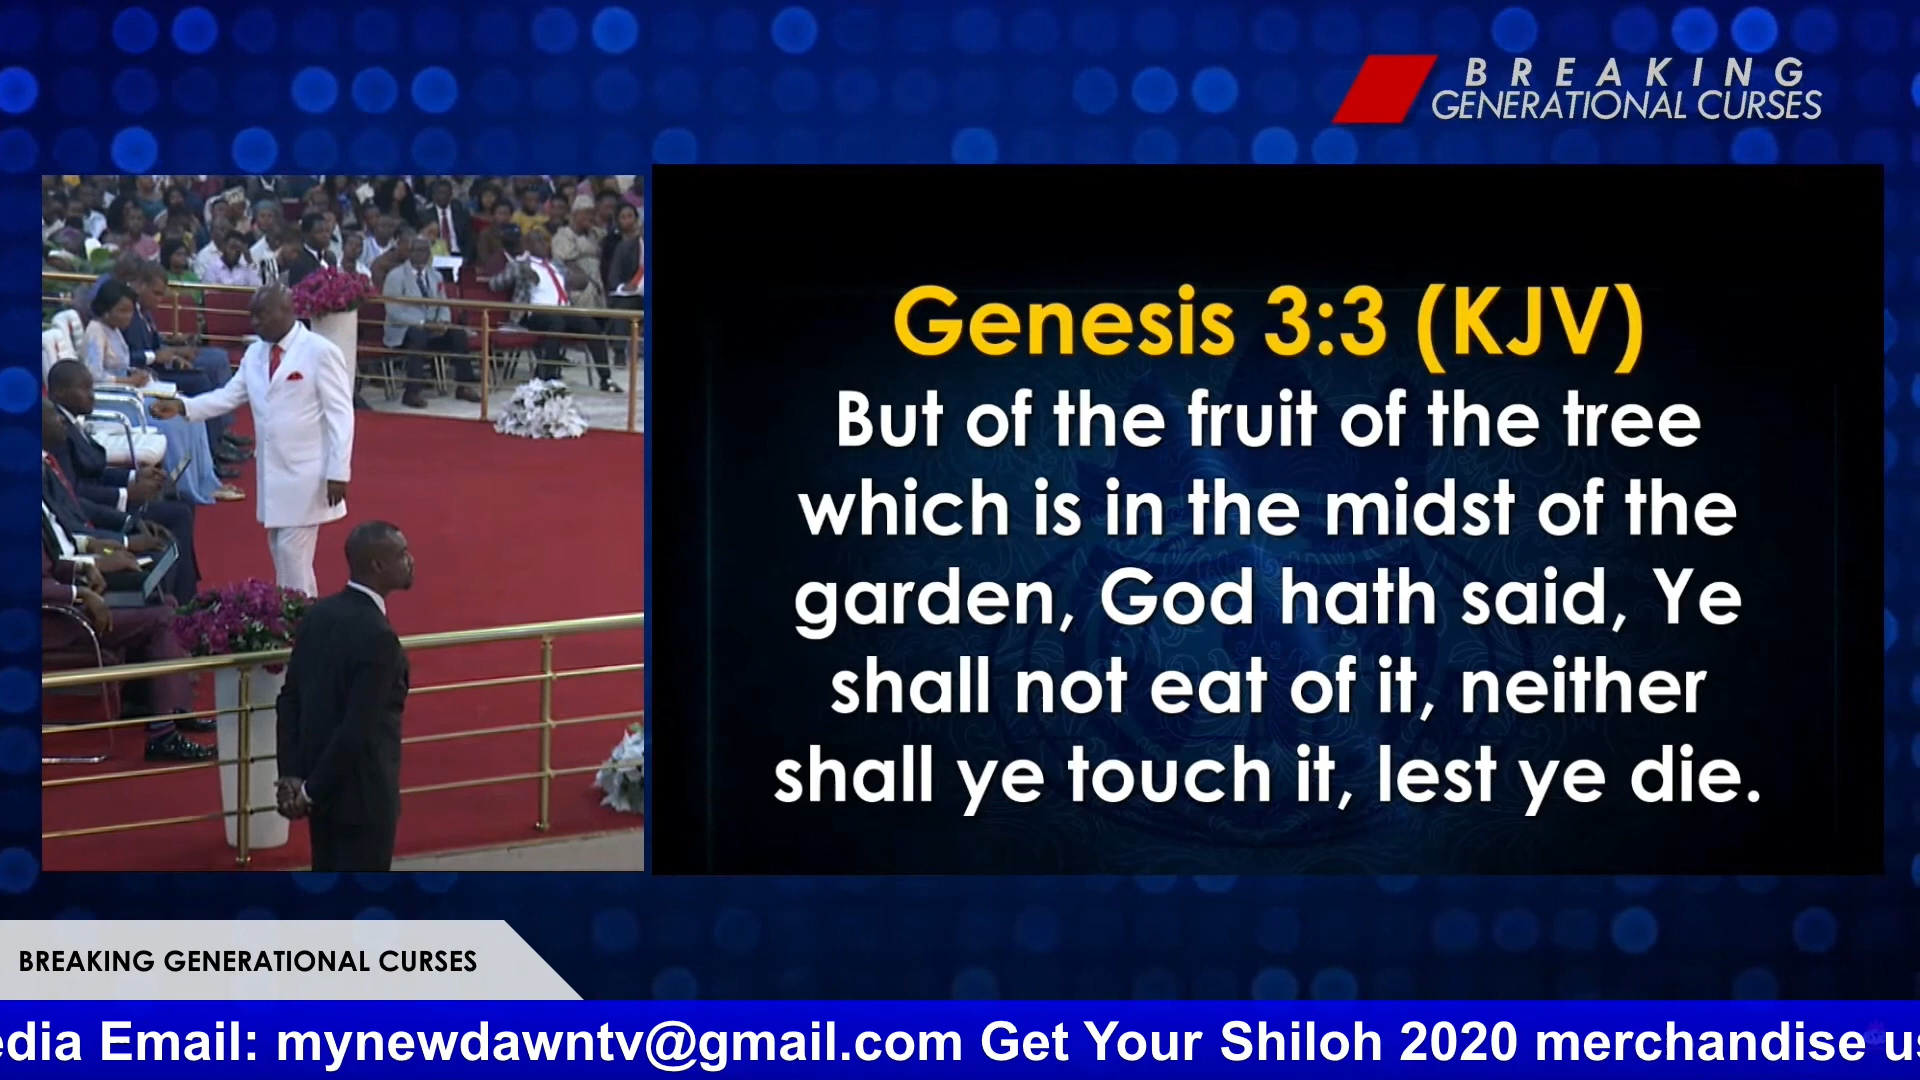 BREAKING
GENERATIONAL CURSES
Genesis 3:3 (KJV)
But of the fruit of the tree
which is in the midst of the
garden, God hath said, Ye
shall not eat of it, neither
shall ye touch it, lest ye die.
BREAKING GENERATIONAL CURSES
Email: mynewdawntv@gmail.com Get Your Shiloh 2020 merchandise